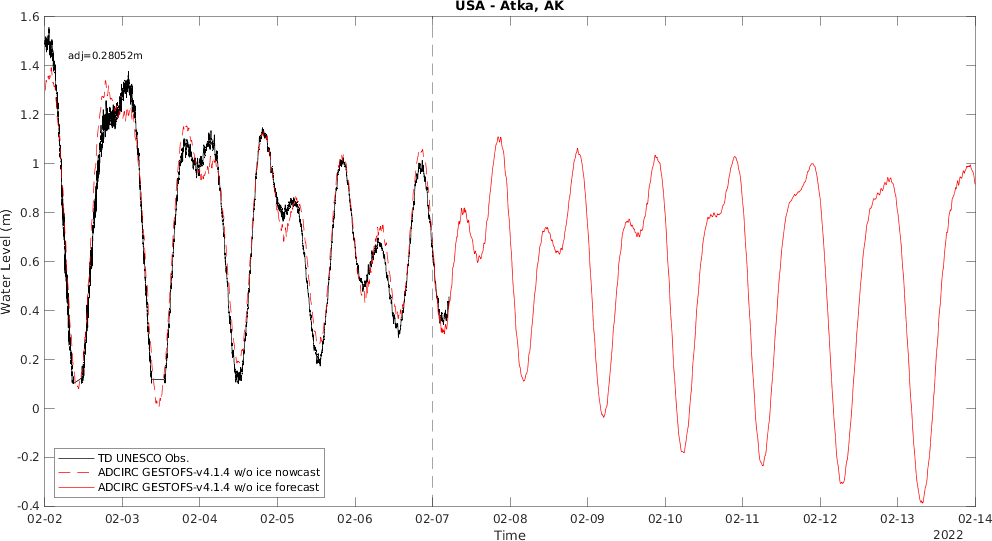 USA - Atka, AK
adj=0.28052m
1.6
1.4
1.2
1
0.8
0.6
0.4
0.2
0
-0.2
-0.4
Water Level (m)
TD UNESCO Obs.
ADCIRC GESTOFS-v4.1.4 w/o ice nowcast
ADCIRC GESTOFS-v4.1.4 w/o ice forecast
02-02 02-03 02-04 02-05 02-06 02-07 02-08 02-09 02-10 02-11 02-12 02-13 02-14
Time
2022